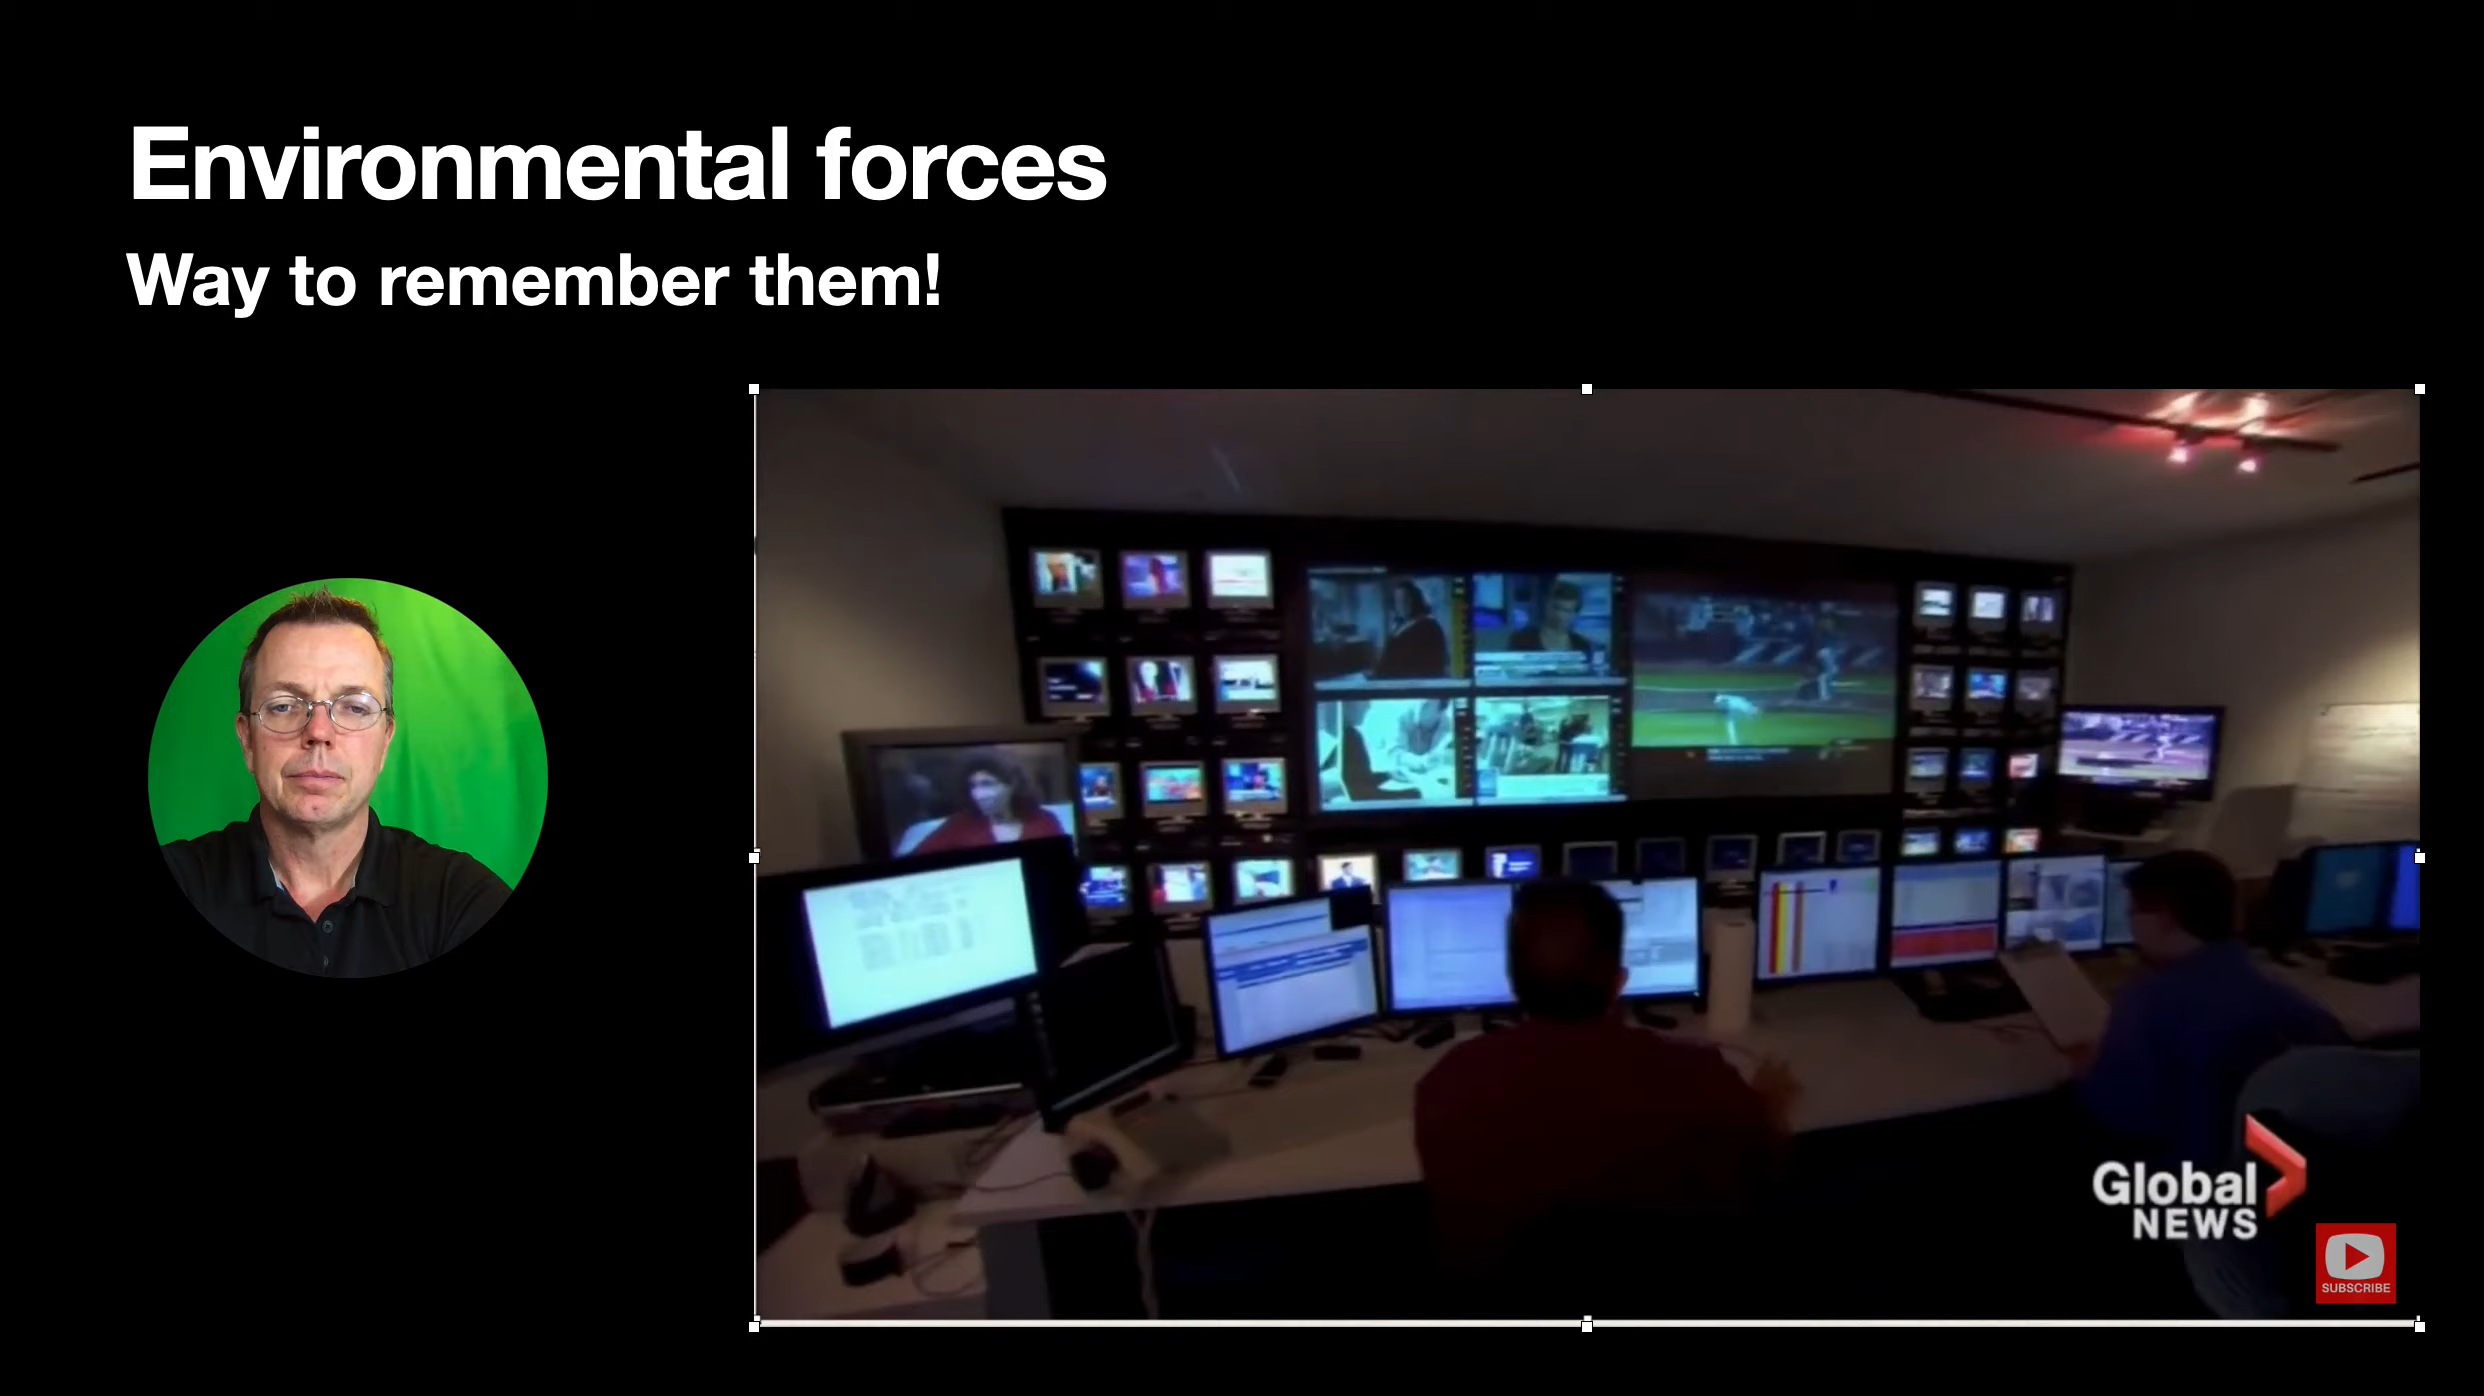 Environmental forces
Way to remember them!
Global
NEWS
SUBSCRIBE